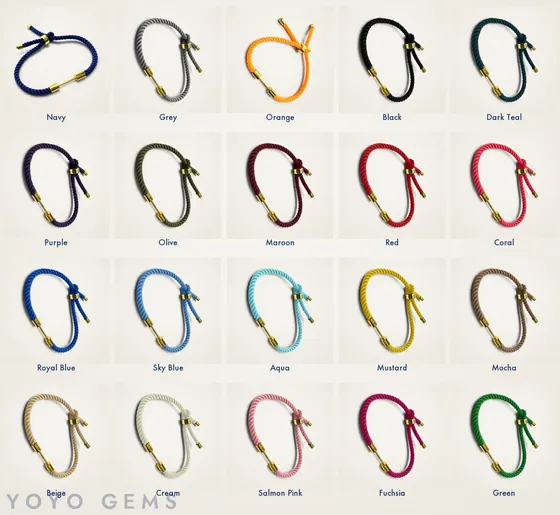 Navy Grey Orange Black Dark Teal
Purple Olive Maroon Red Coral
Royal Blue Sky Blue Aqua Mustard Mocha
Beige Cream Salmon Pink Fuchsia Green
YOYO GEMS